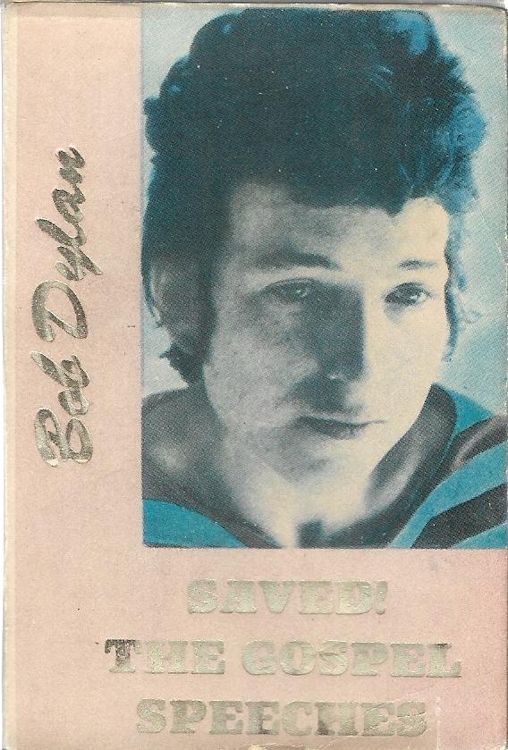 Bob Dylan
SAVED!
THE GOSPEL
SPEECHES